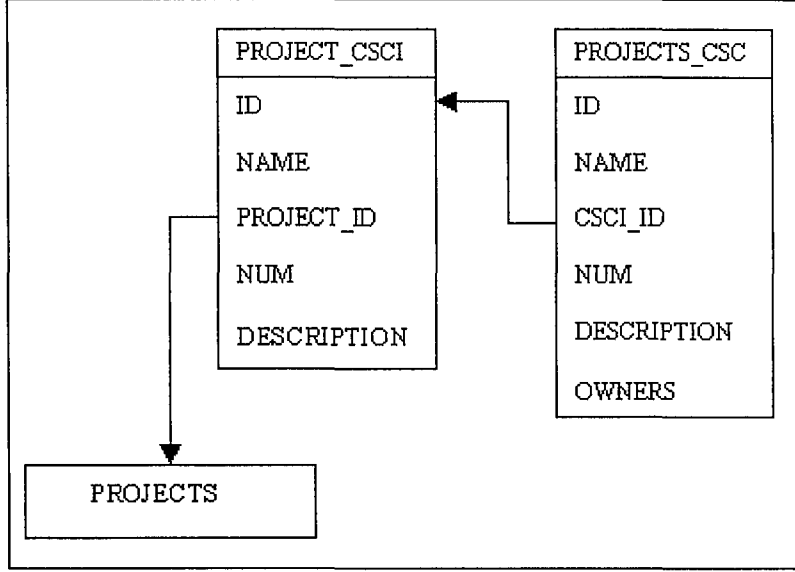 PROJECT_CSCI
ID
NAME
PROJECT_ID
NUM
DESCRIPTION
PROJECTS_CSC
ID
NAME
CSCI_ID
NUM
DESCRIPTION
OWNERS
PROJECTS